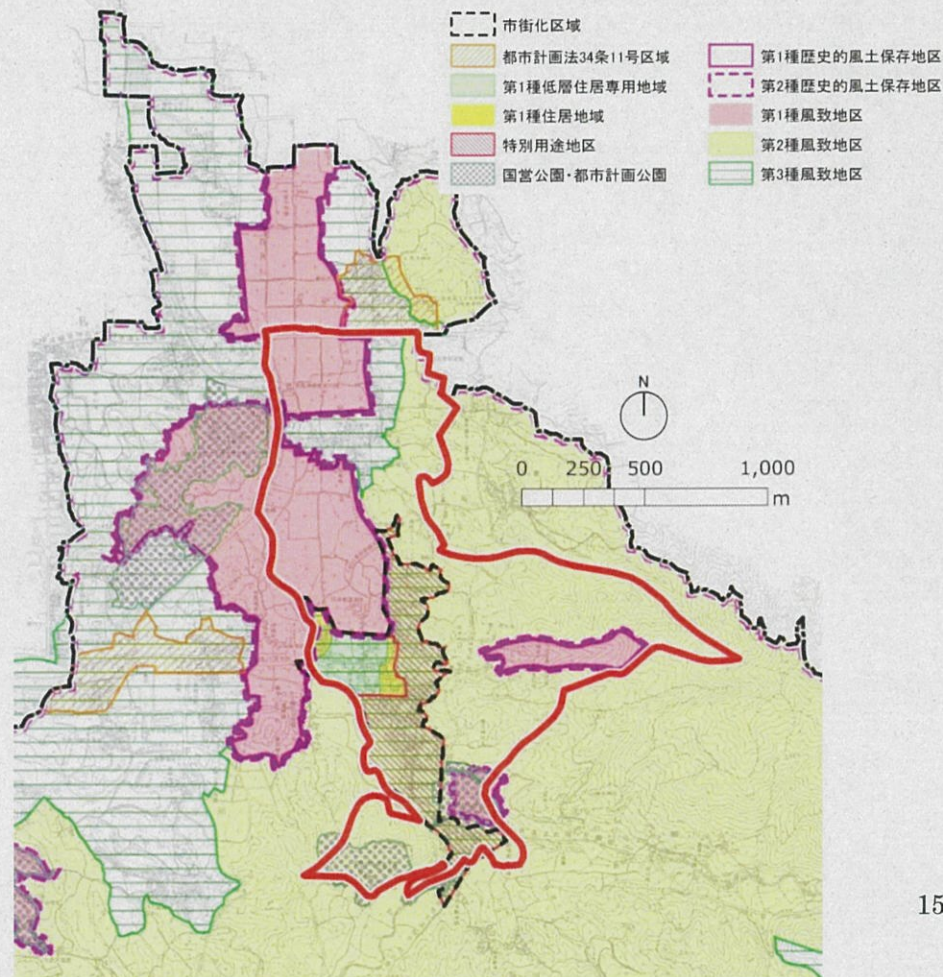 市街化区域
都市計画法34条11号区域
第1種低層住居専用地域
第1種住居地域
特別用途地区
国営公園・都市計画公園
第1種歴史的風土保存地区
第2種歴史的風土保存地区
第1種風致地区
第2種風致地区
第3種風致地区
N
0 250 500 1,000
m
15